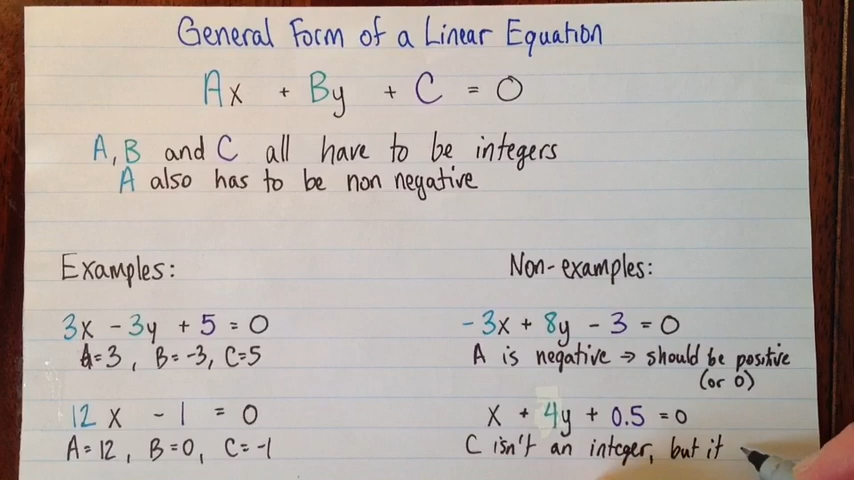 General Form of a Linear Equation
Ax + By + C = 0
A, B and C all have to be integers
A also has to be non negative
Examples:
3x - 3y + 5 = 0
A=3, B=-3, C=5
12x - 1 = 0
A=12, B=0, C=-1
Non-examples:
-3x + 8y - 3 = 0
A is negative → should be positive
(or 0)
x + 4y + 0.5 = 0
C isn't an integer, but it